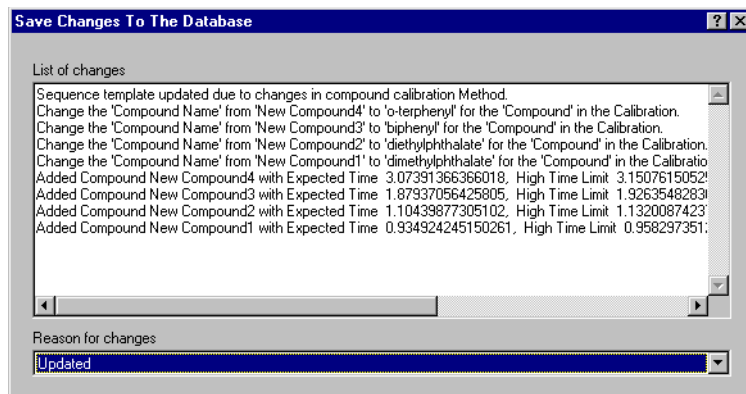 Save Changes To The Database
List of changes
Sequence template updated due to changes in compound calibration Method.
Change the 'Compound Name' from 'New Compound4' to 'o-terphenyl' for the 'Compound' in the Calibration.
Change the 'Compound Name' from 'New Compound3' to 'biphenyl' for the 'Compound' in the Calibration.
Change the 'Compound Name' from 'New Compound2' to 'diethylphthalate' for the 'Compound' in the Calibration.
Change the 'Compound Name' from 'New Compound1' to 'dimethylphthalate' for the 'Compound' in the Calibratio
Added Compound New Compound4 with Expected Time 3.07391366366018, High Time Limit 3.1507615052
Added Compound New Compound3 with Expected Time 1.87937056425805, High Time Limit 1.9263548283
Added Compound New Compound2 with Expected Time 1.10439877305102, High Time Limit 1.1320087423
Added Compound New Compound1 with Expected Time 0.934924245150261, High Time Limit 0.958297351
Reason for changes
Updated